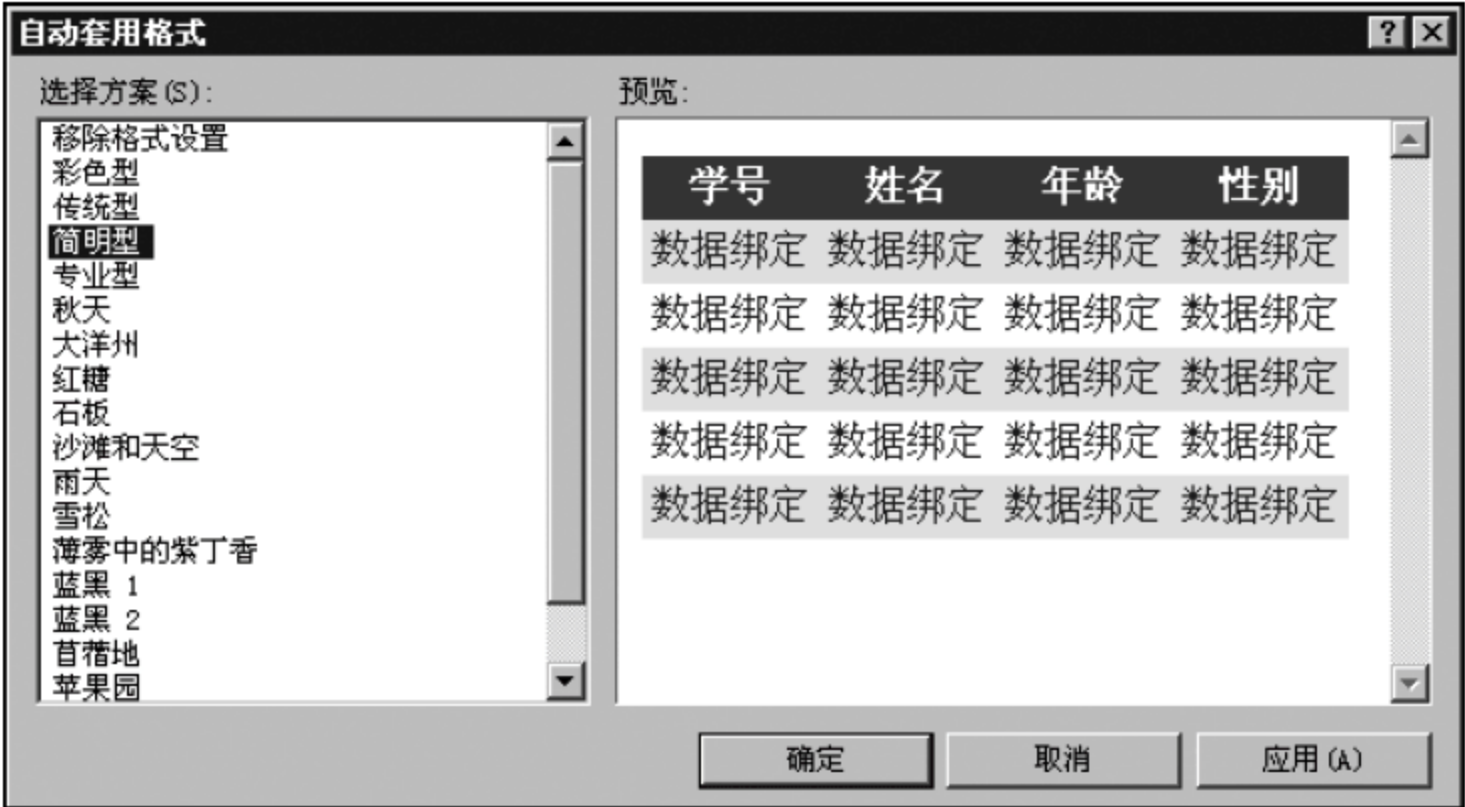 自动套用格式
选择方案(S):
移除格式设置
彩色型
传统型
简明型
专业型
秋天
大洋州
红糖
石板
沙滩和天空
雨天
雪松
薄雾中的紫丁香
蓝黑 1
蓝黑 2
苜蓿地
苹果园
预览:
学号 姓名 年龄 性别
数据绑定 数据绑定 数据绑定 数据绑定
数据绑定 数据绑定 数据绑定 数据绑定
数据绑定 数据绑定 数据绑定 数据绑定
数据绑定 数据绑定 数据绑定 数据绑定
数据绑定 数据绑定 数据绑定 数据绑定
确定 取消 应用(A)